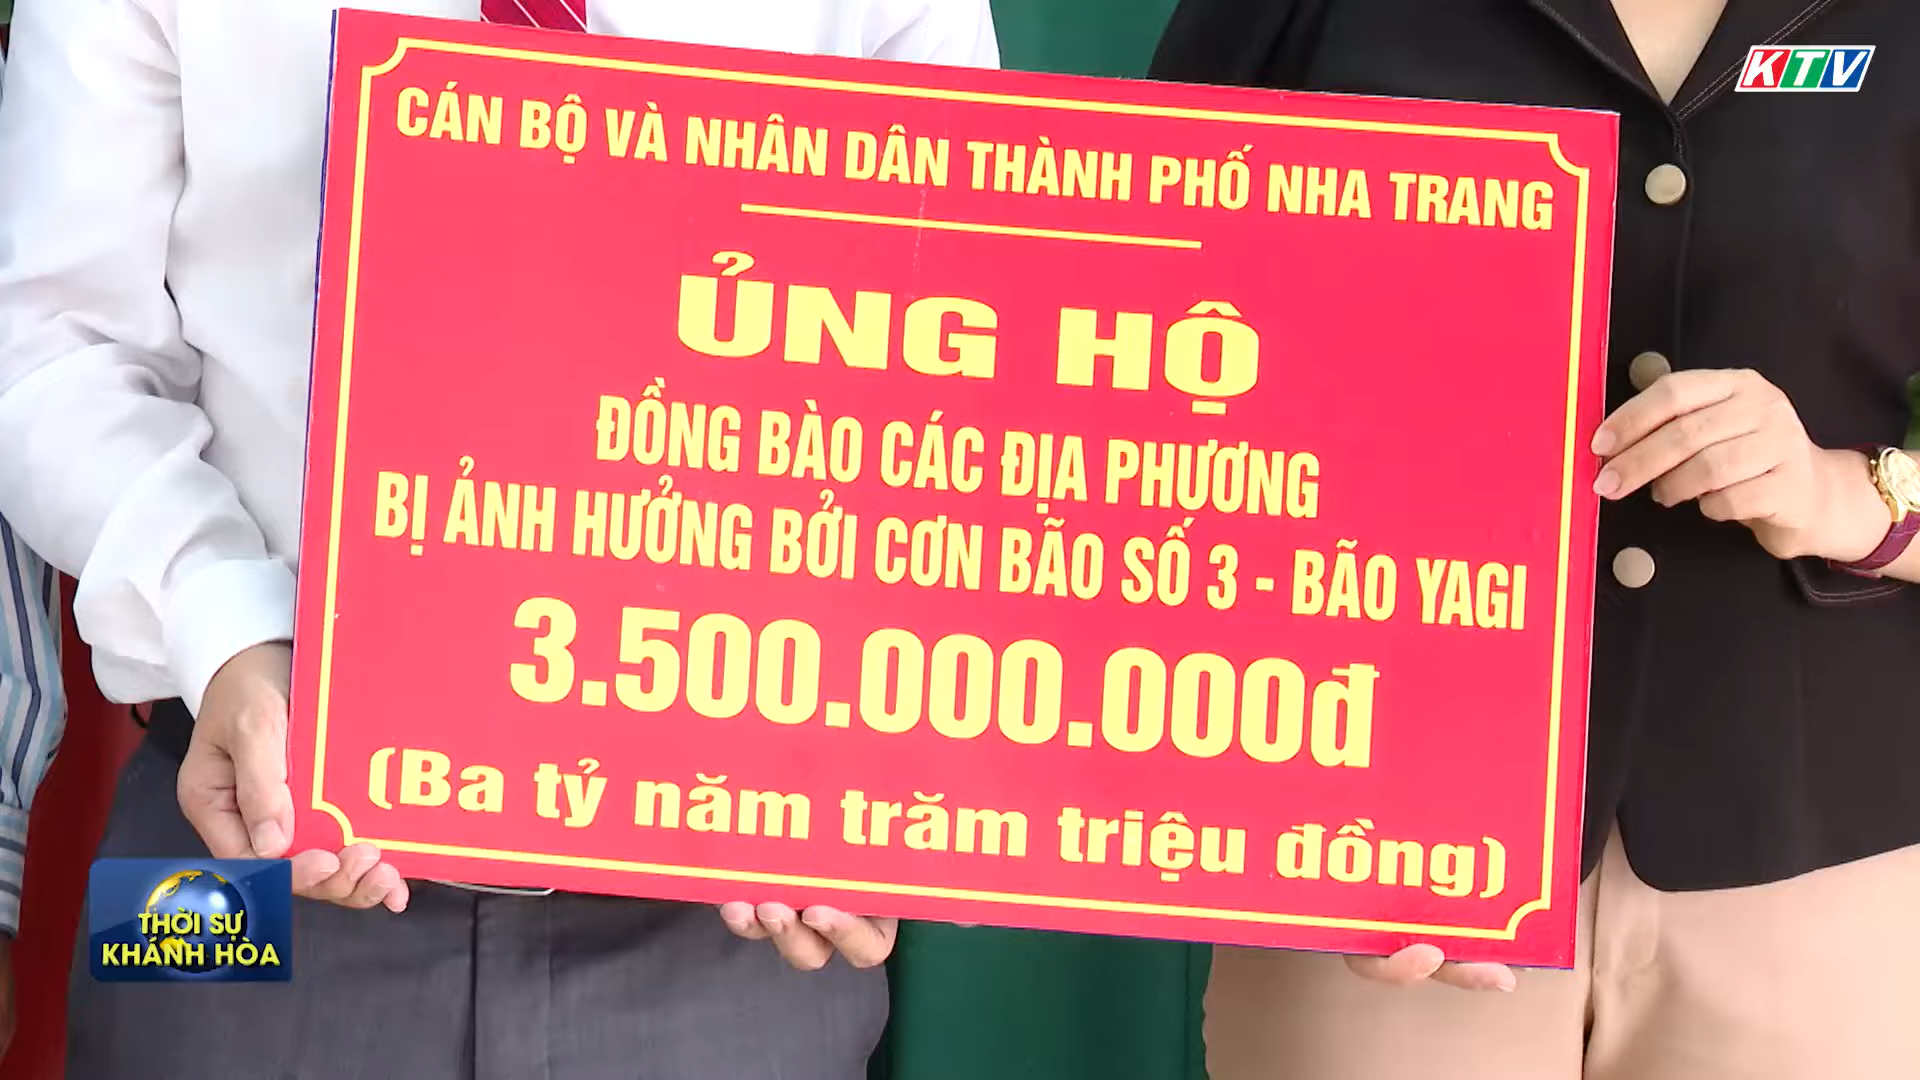 KTV
CÁN BỘ VÀ NHÂN DÂN THÀNH PHỐ NHA TRANG
ỦNG HỘ
ĐỒNG BÀO CÁC ĐỊA PHƯƠNG
BỊ ẢNH HƯỞNG BỞI CƠN BÃO SỐ 3 - BÃO YAGI
3.500.000.000đ
(Ba tỷ năm trăm triệu đồng)
THỜI SỰ
KHÁNH HÒA